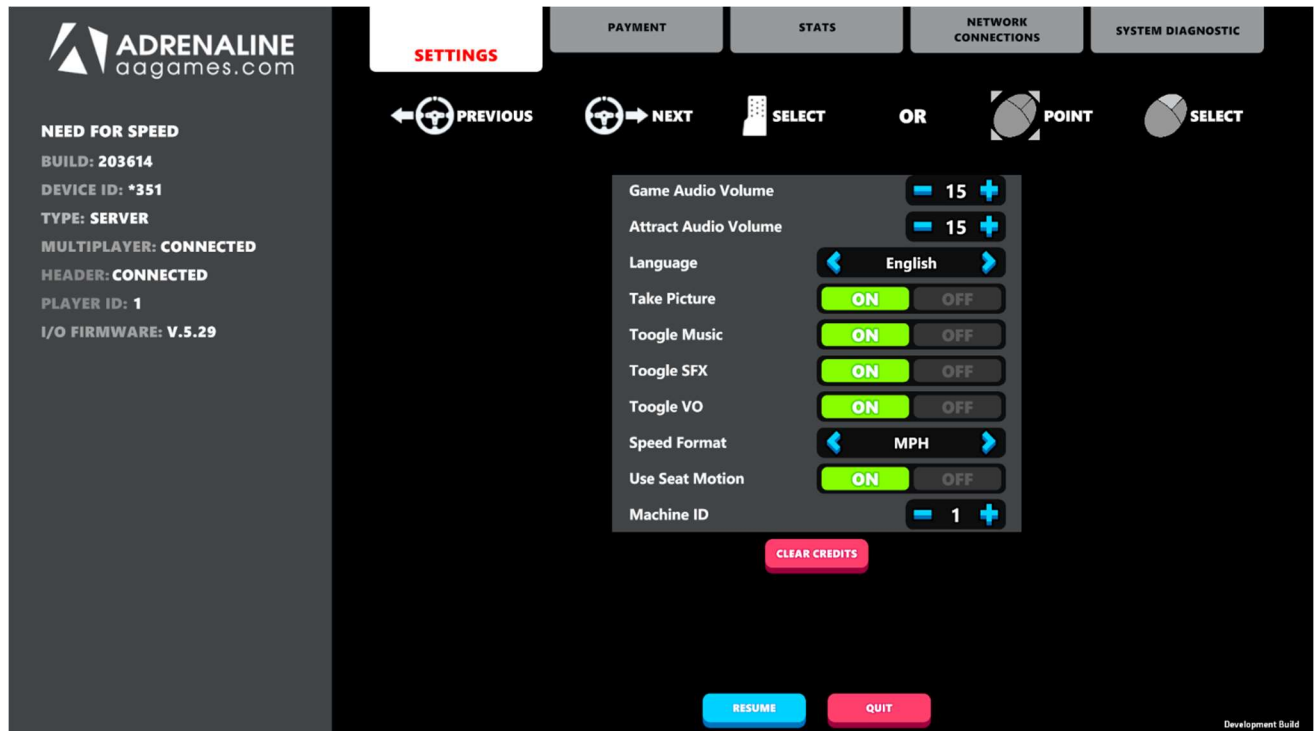 ADRENALINE
aagames.com
SETTINGS
PAYMENT
STATS
NETWORK
CONNECTIONS
SYSTEM DIAGNOSTIC
PREVIOUS
NEXT
SELECT
OR
POINT
SELECT
NEED FOR SPEED
BUILD: 203614
DEVICE ID: *351
TYPE: SERVER
MULTIPLAYER: CONNECTED
HEADER: CONNECTED
PLAYER ID: 1
I/O FIRMWARE: V.5.29
Game Audio Volume 15
Attract Audio Volume 15
Language English
Take Picture ON OFF
Toogle Music ON OFF
Toogle SFX ON OFF
Toogle VO ON OFF
Speed Format MPH
Use Seat Motion ON OFF
Machine ID 1
CLEAR CREDITS
RESUME
QUIT
Development Build